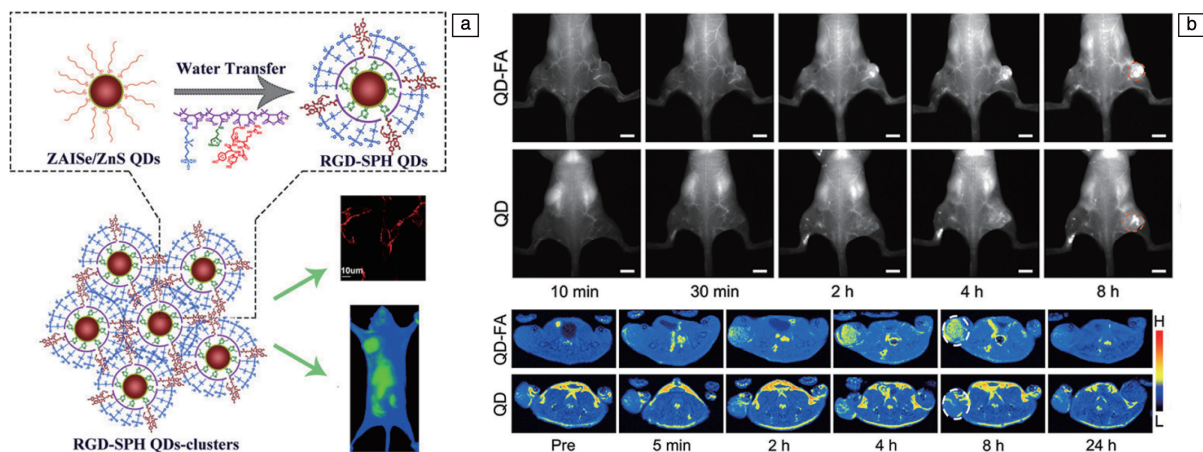 a
Water Transfer
ZAISe/ZnS QDs
RGD-SPH QDs
10um
RGD-SPH QDs-clusters
b
QD-FA
QD
10 min 30 min 2 h 4 h 8 h
QD-FA
QD
H
L
Pre 5 min 2 h 4 h 8 h 24 h